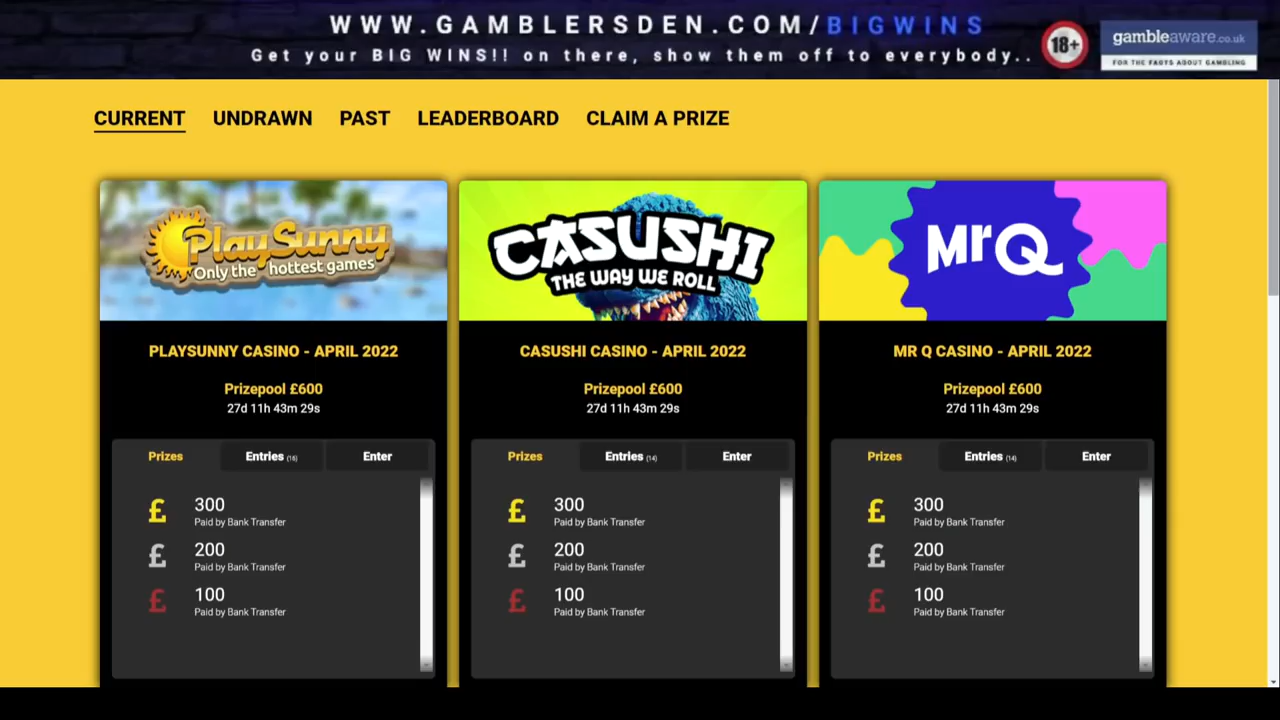 WWW.GAMBLERSDEN.COM/BIGWINS
Get your BIG WINS!! on there, show them off to everybody..
18+
gambleaware.co.uk
FOR THE FACTS ABOUT GAMBLING
CURRENT UNDRAWN PAST LEADERBOARD CLAIM A PRIZE
PlaySunny
Only the hottest games
CASUSHI
THE WAY WE ROLL
MrQ
PLAYSUNNY CASINO - APRIL 2022
Prizepool £600
27d 11h 43m 29s
Prizes Entries (16) Enter
£ 300
Paid by Bank Transfer
£ 200
Paid by Bank Transfer
£ 100
Paid by Bank Transfer
CASUSHI CASINO - APRIL 2022
Prizepool £600
27d 11h 43m 29s
Prizes Entries (14) Enter
£ 300
Paid by Bank Transfer
£ 200
Paid by Bank Transfer
£ 100
Paid by Bank Transfer
MR Q CASINO - APRIL 2022
Prizepool £600
27d 11h 43m 29s
Prizes Entries (14) Enter
£ 300
Paid by Bank Transfer
£ 200
Paid by Bank Transfer
£ 100
Paid by Bank Transfer